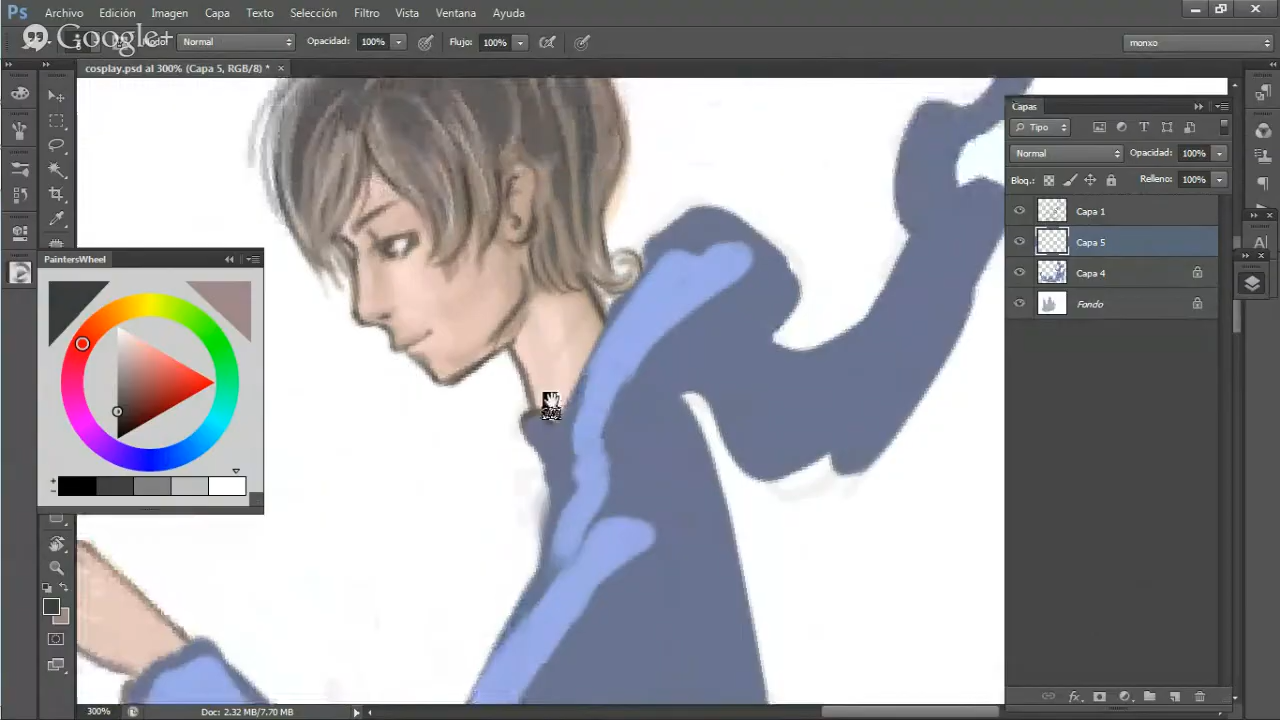 Ps Archivo Edición Imagen Capa Texto Selección Filtro Vista Ventana Ayuda
Google+
Modo: Normal Opacidad: 100% Flujo: 100% monxo
cosplay.psd al 300% (Capa 5, RGB/8) *
Capas
Tipo
Normal Opacidad: 100%
Bloq.: Relleno: 100%
Capa 1
Capa 5
Capa 4
Fondo
PaintersWheel
300% Doc: 2.32 MB/7.70 MB